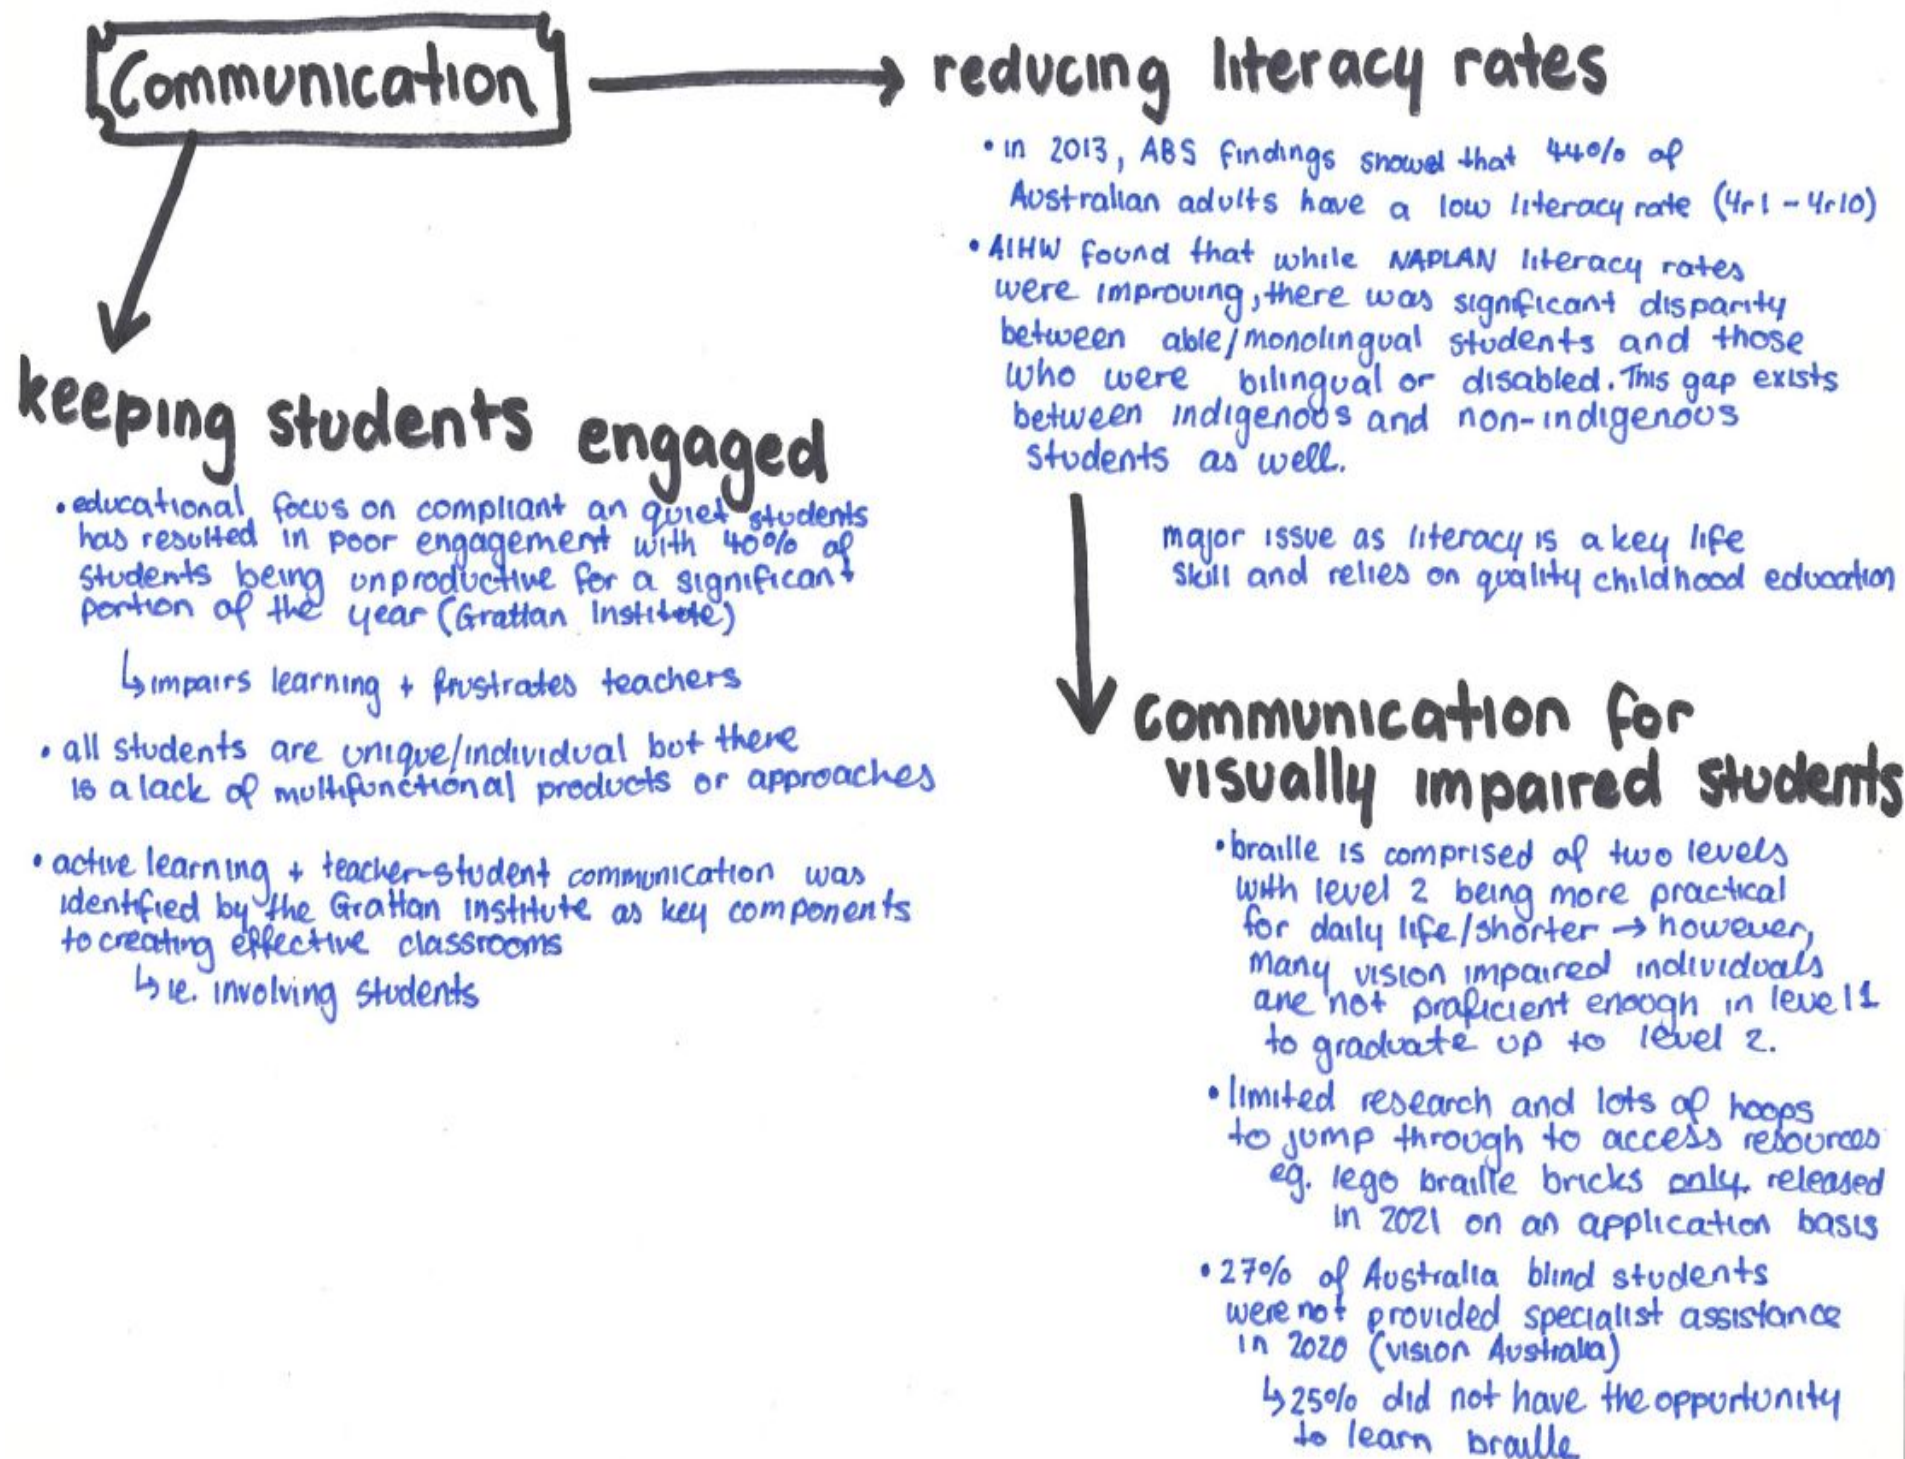 Communication
reducing literacy rates
• in 2013, ABS findings showed that 44% of
Australian adults have a low literacy rate (4r1 - 4r10)
• AIHW found that while NAPLAN literacy rates
were improving, there was significant disparity
between able/monolingual students and those
who were bilingual or disabled. This gap exists
between indigenous and non-indigenous
students as well.
major issue as literacy is a key life
skill and relies on quality childhood education
keeping students engaged
• educational focus on compliant an quiet students
has resulted in poor engagement with 40% of
students being unproductive for a significant
portion of the year (Grattan Institute)
↳ impairs learning + frustrates teachers
• all students are unique/individual but there
is a lack of multifunctional products or approaches
• active learning + teacher-student communication was
identified by the Grattan institute as key components
to creating effective classrooms
↳ ie. involving students
communication for
visually impaired students
• braille is comprised of two levels
with level 2 being more practical
for daily life/shorter → however,
many vision impaired individuals
are not proficient enough in level 1
to graduate up to level 2.
• limited research and lots of hoops
to jump through to access resources
eg. lego braille bricks only released
in 2021 on an application basis
• 27% of Australia blind students
were not provided specialist assistance
in 2020 (vision Australia)
↳ 25% did not have the opportunity
to learn braille